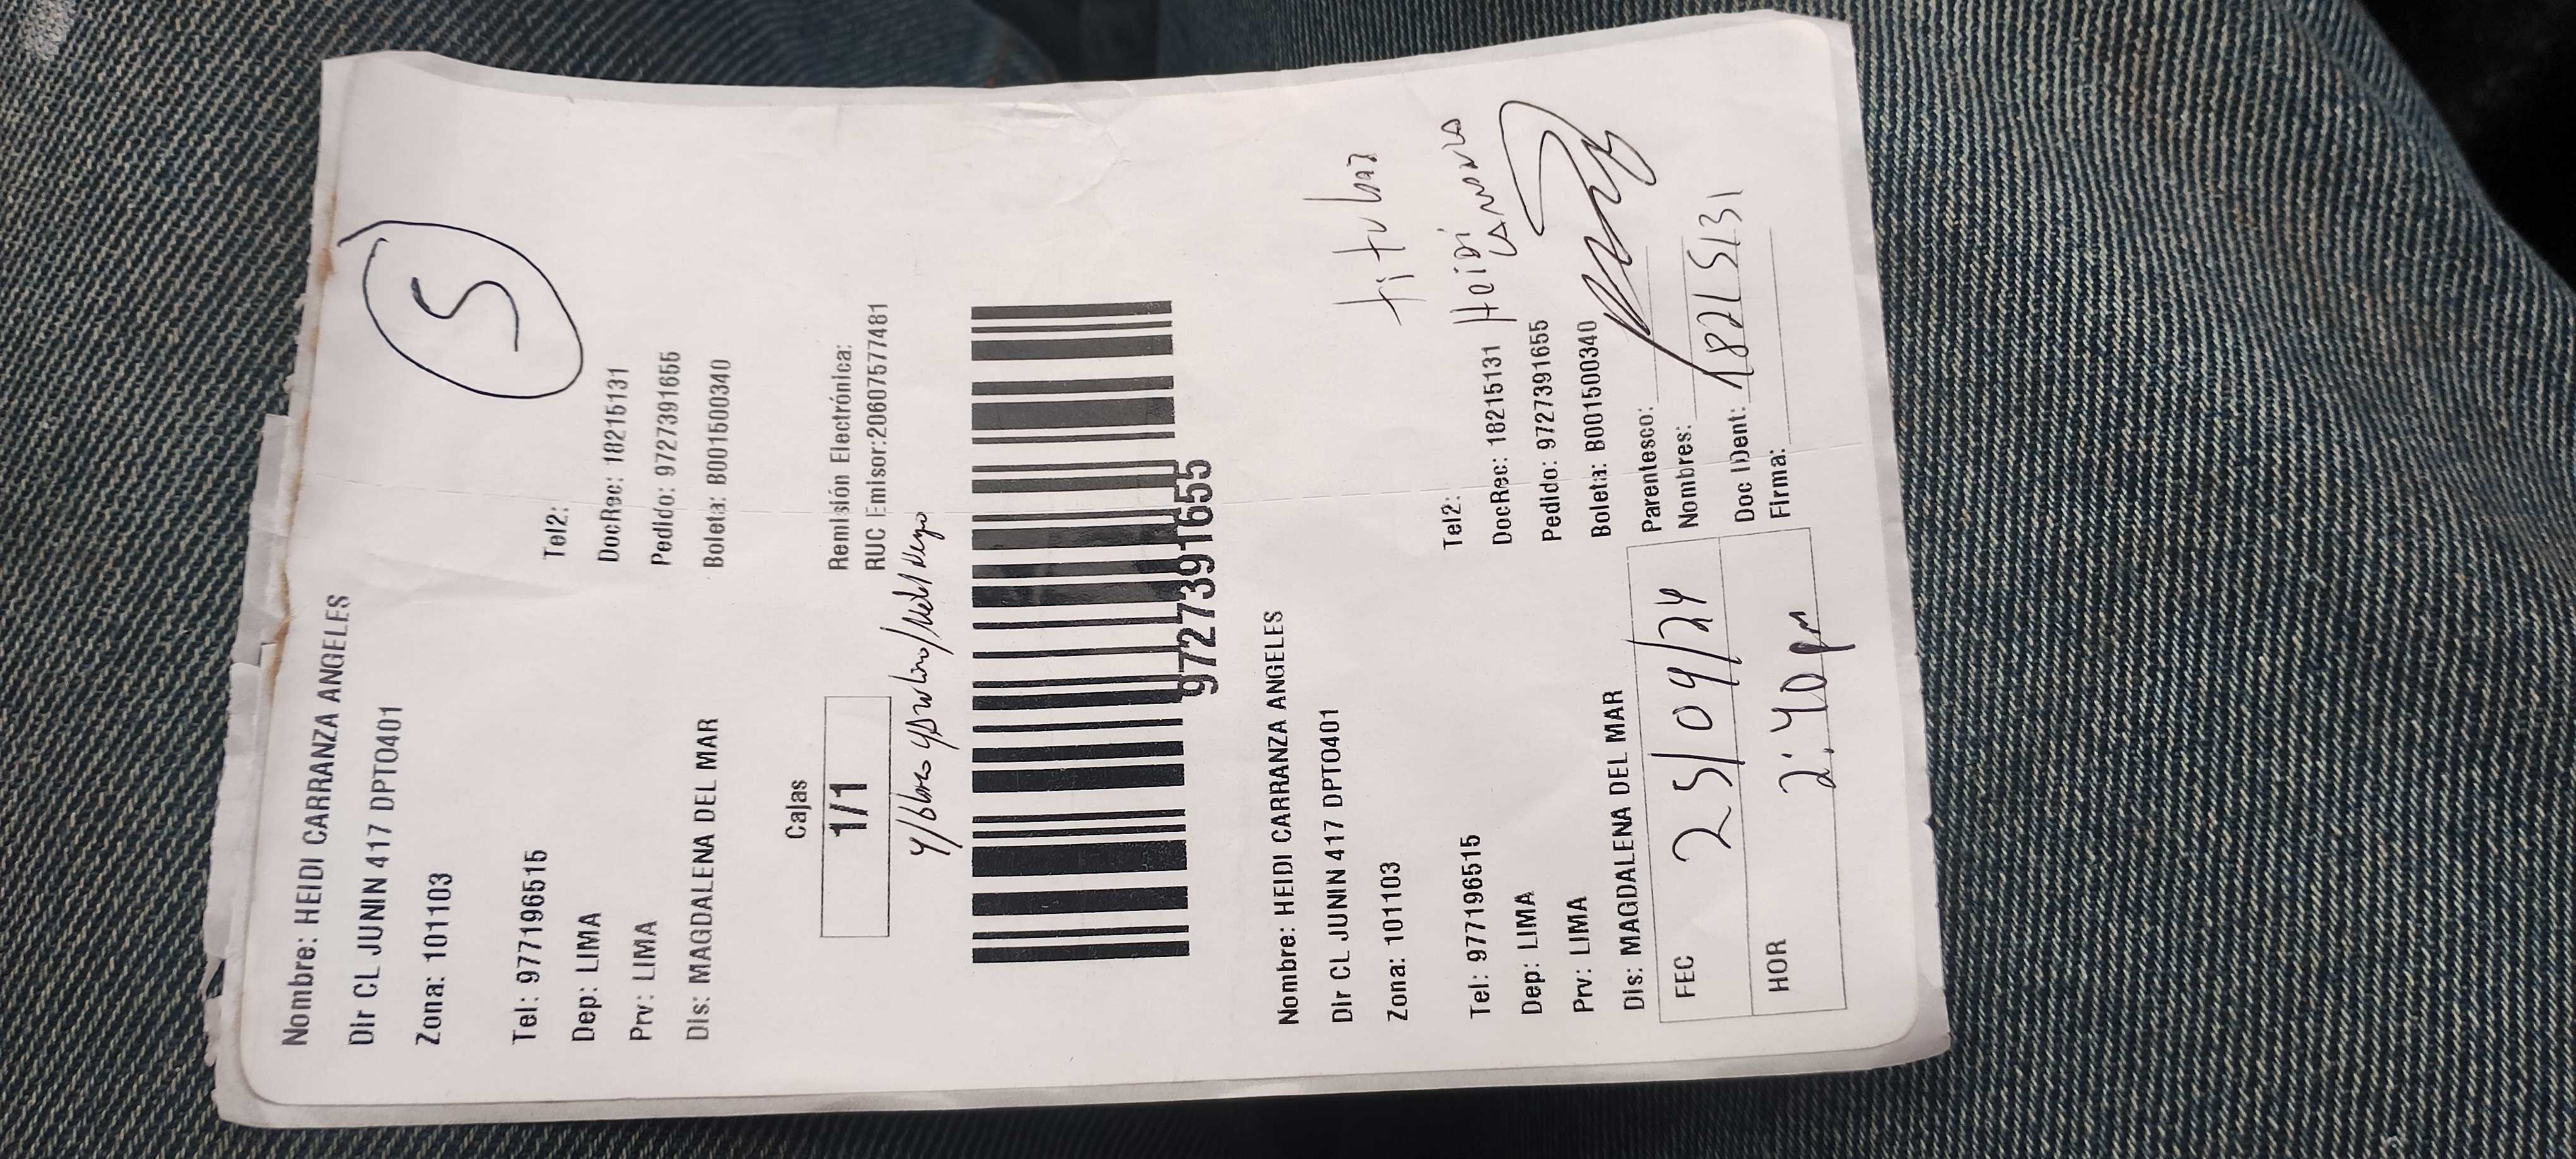 S
Nombre: HEIDI CARRANZA ANGELES
Dir CL JUNIN 417 DPTO401
Zona: 101103
Tel: 977196515 Tel2:
Dep: LIMA DocRec: 18215131
Prv: LIMA Pedido: 972739165 5
Dis: MAGDALENA DEL MAR Boleta: B001500340
Cajas Remisión Electrónica:
1/1 RUC Emisor:20607577481
9727391655
Nombre: HEIDI CARRANZA ANGELES
Dir CL JUNIN 417 DPTO401
titular
Zona: 101103
Tel: 977196515 Tel2:
Heidi
Carranza
Dep: LIMA DocRec: 18215131
Prv: LIMA Pedido: 9727391655
Dis: MAGDALENA DEL MAR Boleta: B001500340
FEC 25/09/24 Parentesco:
Nombres:
HOR 2:40 pm Doc IDent: 18215131
Firma: